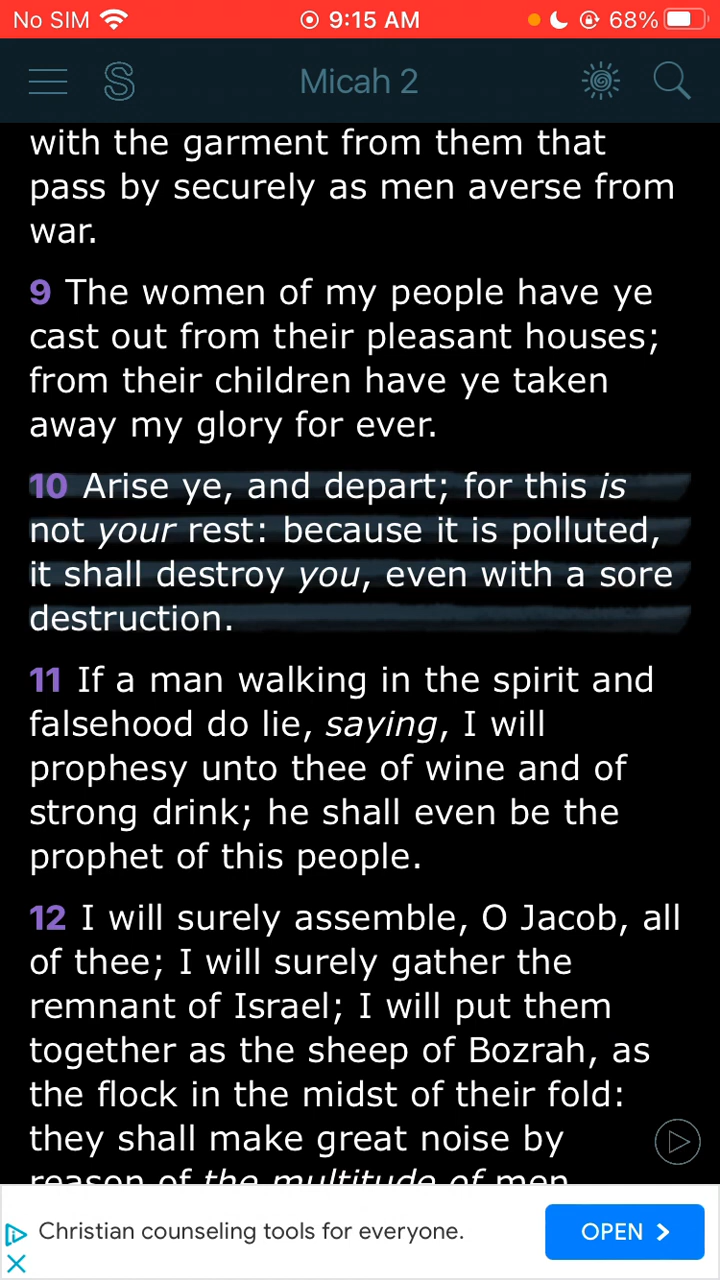 No SIM 9:15 AM 68%
S Micah 2
with the garment from them that
pass by securely as men averse from
war.
9 The women of my people have ye
cast out from their pleasant houses;
from their children have ye taken
away my glory for ever.
10 Arise ye, and depart; for this is
not your rest: because it is polluted,
it shall destroy you, even with a sore
destruction.
11 If a man walking in the spirit and
falsehood do lie, saying, I will
prophesy unto thee of wine and of
strong drink; he shall even be the
prophet of this people.
12 I will surely assemble, O Jacob, all
of thee; I will surely gather the
remnant of Israel; I will put them
together as the sheep of Bozrah, as
the flock in the midst of their fold:
they shall make great noise by
reason of the multitude of men
Christian counseling tools for everyone.
OPEN